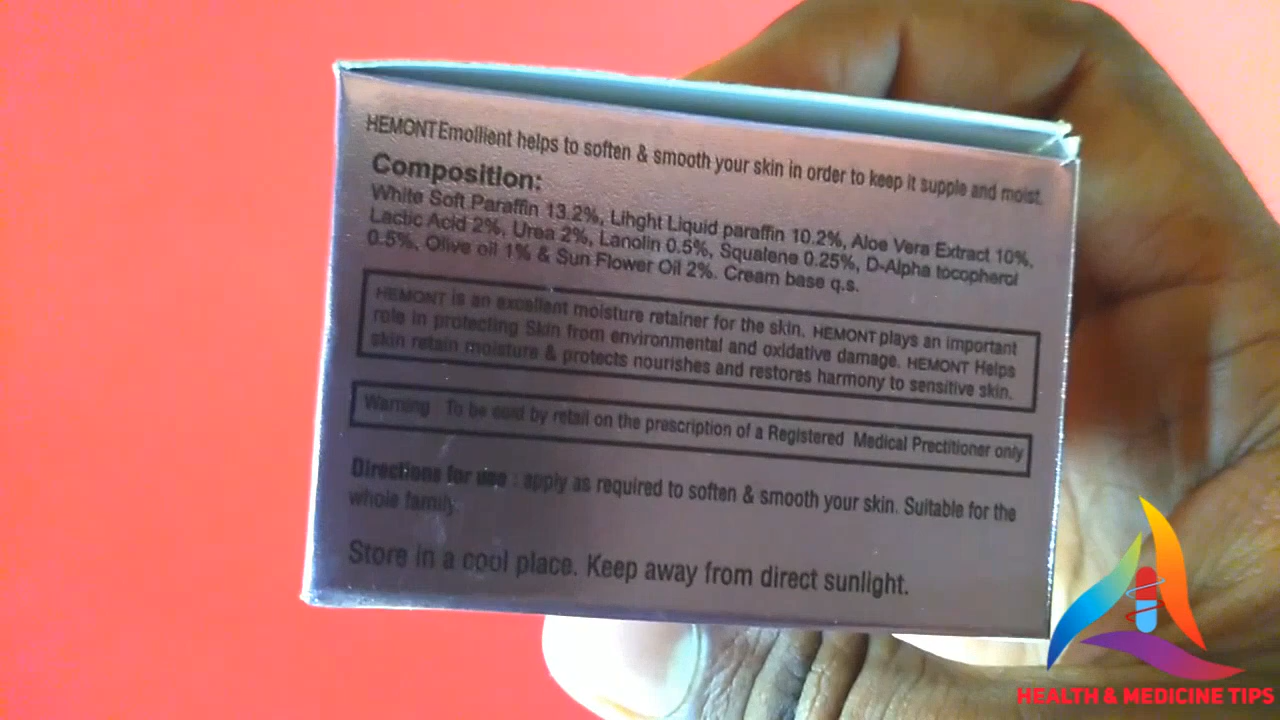 HEMONT Emollient helps to soften & smooth your skin in order to keep it supple and moist.
Composition:
White Soft Paraffin 13.2%, Lihght Liquid paraffin 10.2%, Aloe Vera Extract 10%,
Lactic Acid 2%, Urea 2%, Lanolin 0.5%, Squalene 0.25%, D-Alpha tocopherol
0.5%, Olive oil 1% & Sun Flower Oil 2%. Cream base q.s.
HEMONT is an excellent moisture retainer for the skin. HEMONT plays an important
role in protecting Skin from environmental and oxidative damage. HEMONT Helps
skin retain moisture & protects nourishes and restores harmony to sensitive skin.
Warning : To be sold by retail on the prescription of a Registered Medical Prectitioner only
Directions for use : apply as required to soften & smooth your skin. Suitable for the
whole family.
Store in a cool place. Keep away from direct sunlight.
HEALTH & MEDICINE TIPS